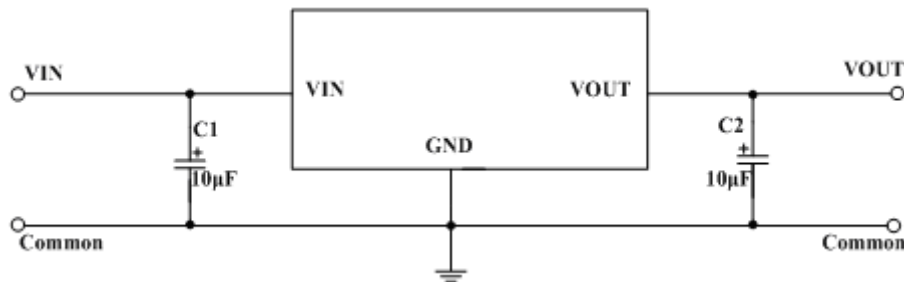 VIN
VOUT
VIN
VOUT
C1
C2
+
+
GND
10μF
10μF
Common
Common